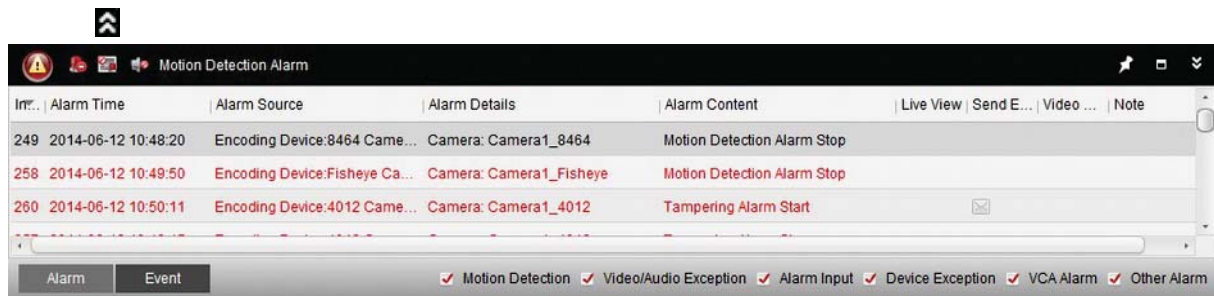 Motion Detection Alarm
In... Alarm Time Alarm Source Alarm Details Alarm Content Live View Send E... Video ... Note
249 2014-06-12 10:48:20 Encoding Device:8464 Came... Camera: Camera1_8464 Motion Detection Alarm Stop
258 2014-06-12 10:49:50 Encoding Device:Fisheye Ca... Camera: Camera1_Fisheye Motion Detection Alarm Stop
260 2014-06-12 10:50:11 Encoding Device:4012 Came... Camera: Camera1_4012 Tampering Alarm Start
Alarm Event Motion Detection Video/Audio Exception Alarm Input Device Exception VCA Alarm Other Alarm